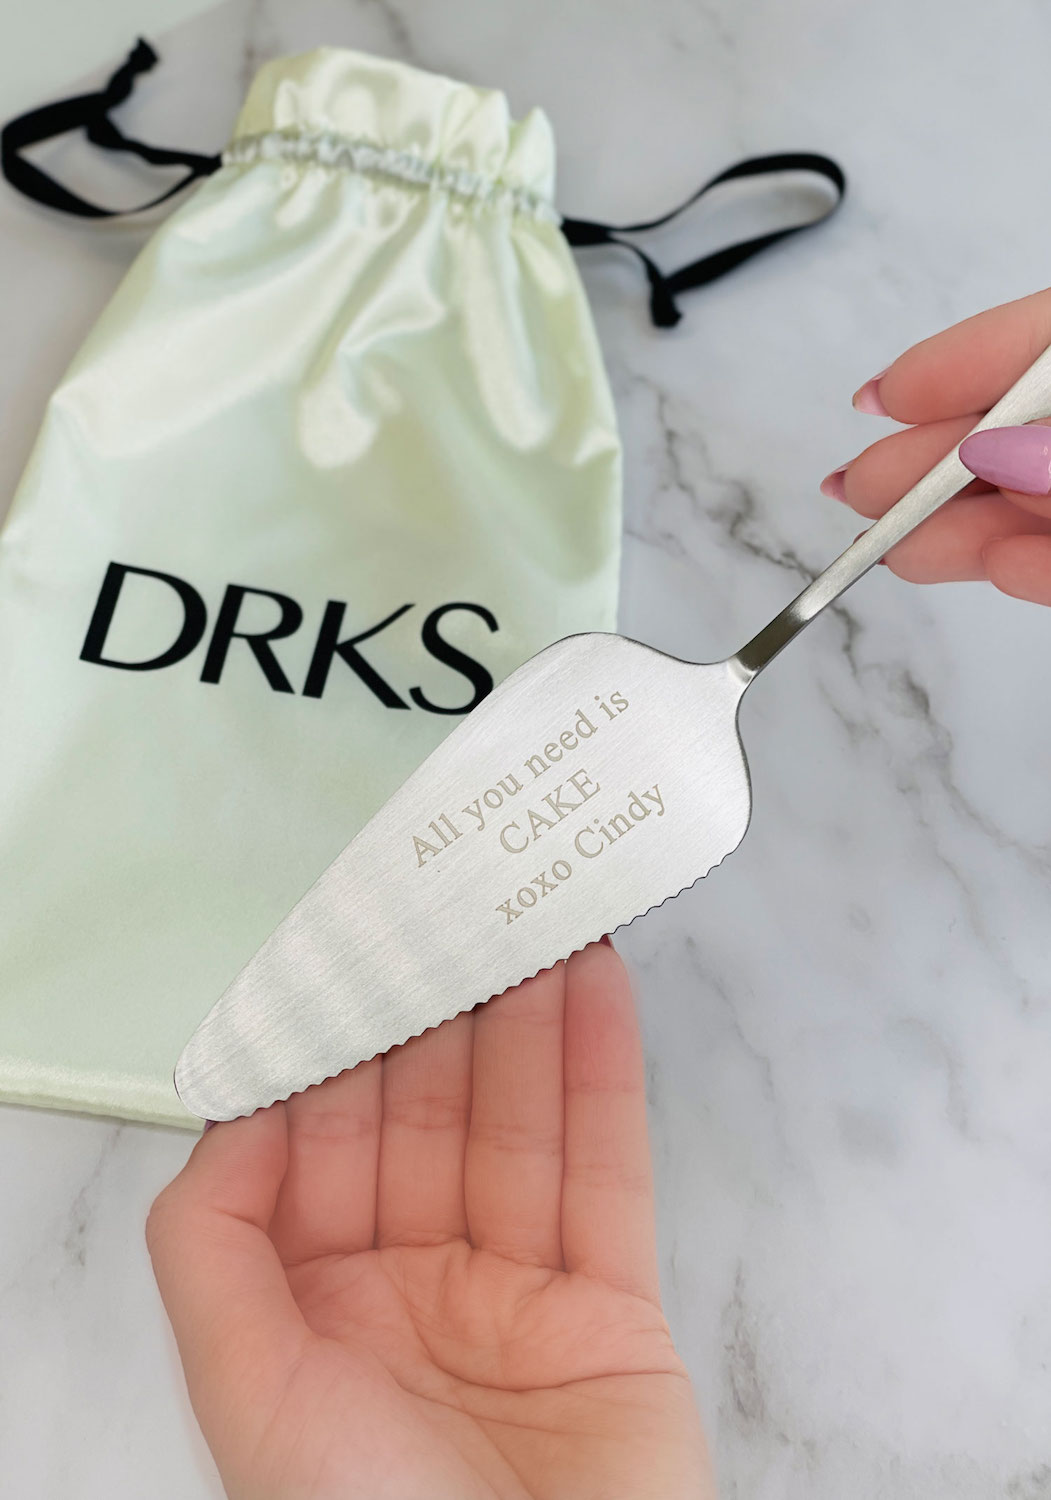 DRKS
All you need is
CAKE
xoxo Cindy